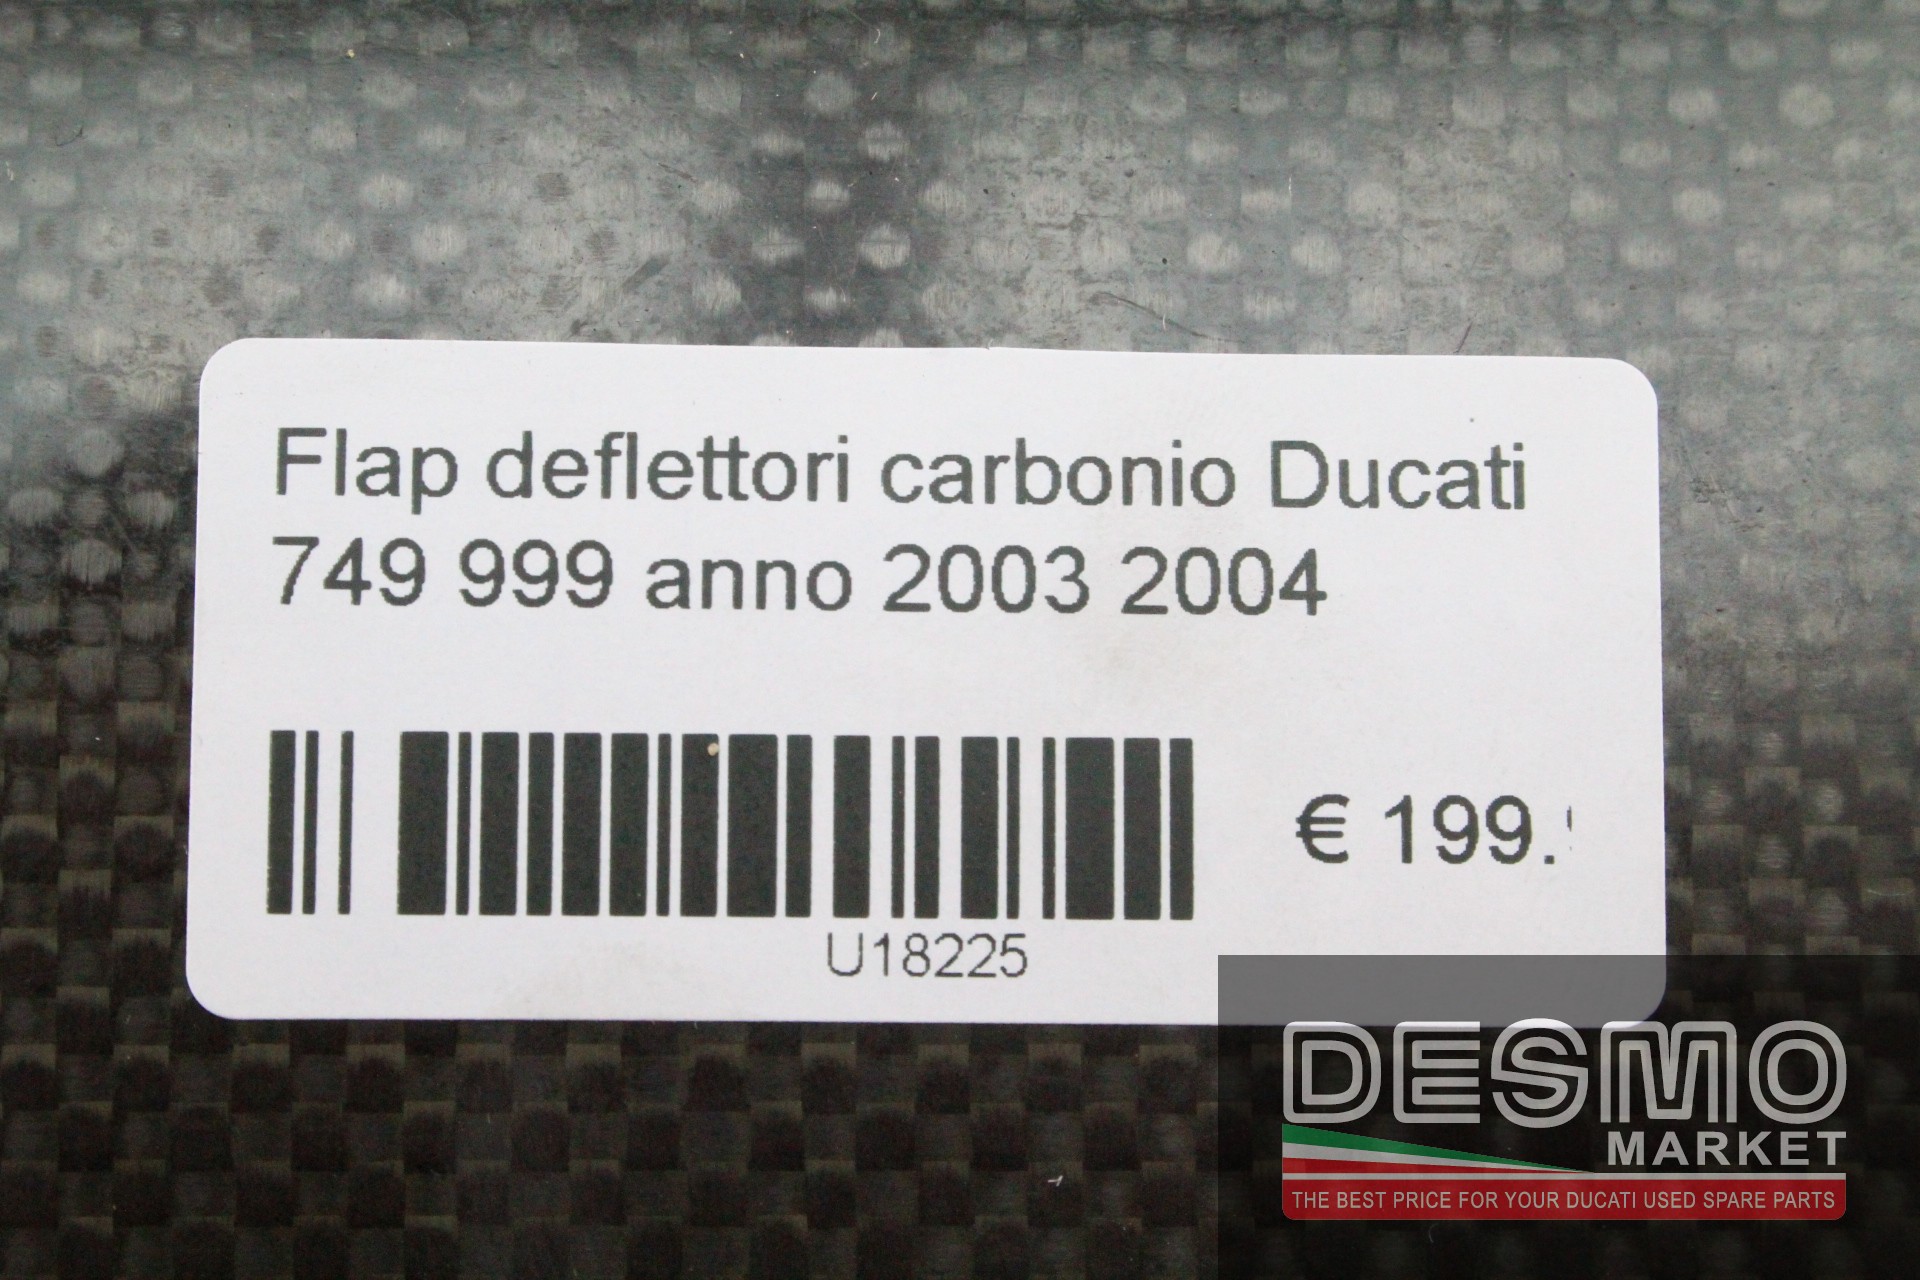 Flap deflettori carbonio Ducati
749 999 anno 2003 2004
€ 199.
U18225
DESMO
MARKET
THE BEST PRICE FOR YOUR DUCATI USED SPARE PARTS